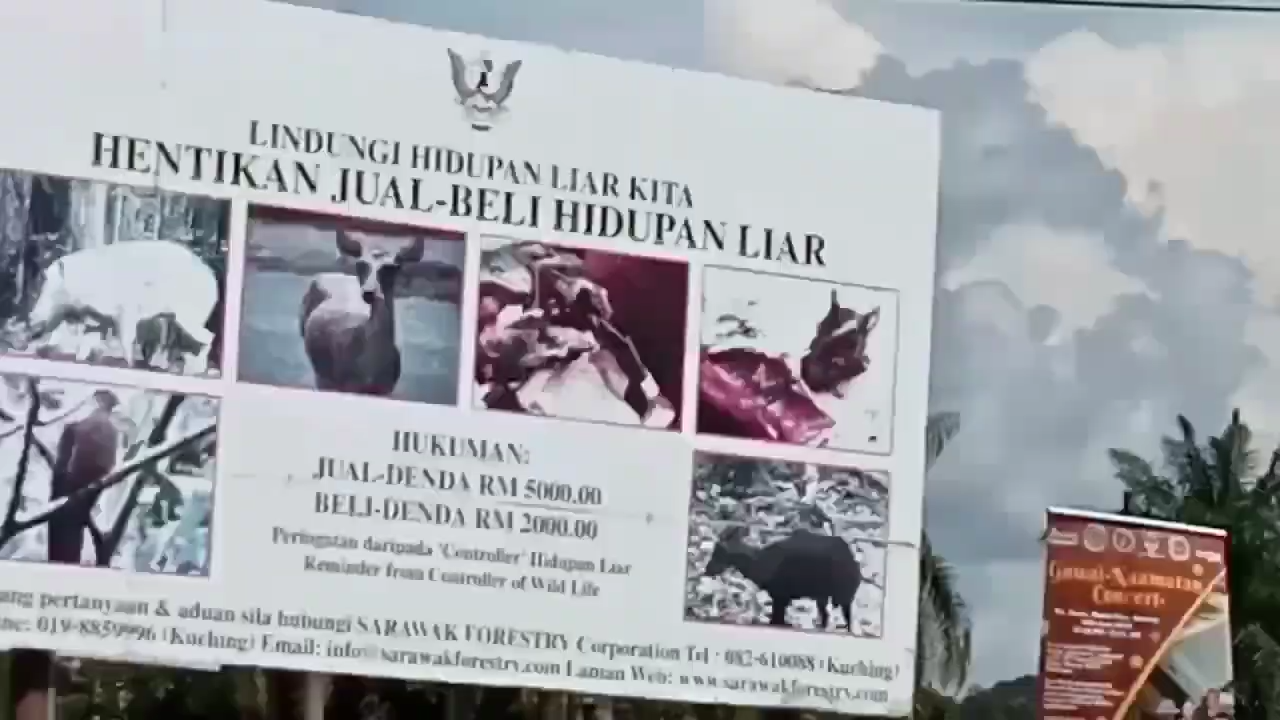 LINDUNGI HIDUPAN LIAR KITA
HENTIKAN JUAL-BELI HIDUPAN LIAR
HUKUMAN:
JUAL-DENDA RM 5000.00
BELI-DENDA RM 2000.00
Peringatan daripada 'Controller' Hidupan Liar
Reminder from Controller of Wild Life
pertanyaan & aduan sila hubungi SARAWAK FORESTRY Corporation Tel : 082-610088 (Kuching)
019-8859996 (Kuching) Email: info@sarawakforestry.com Laman Web: www.sarawakforestry.com
Concert